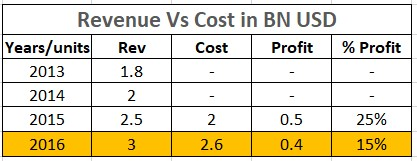 Revenue Vs Cost in BN USD
Years/units Rev Cost Profit % Profit
2013 1.8 - - -
2014 2 - - -
2015 2.5 2 0.5 25%
2016 3 2.6 0.4 15%